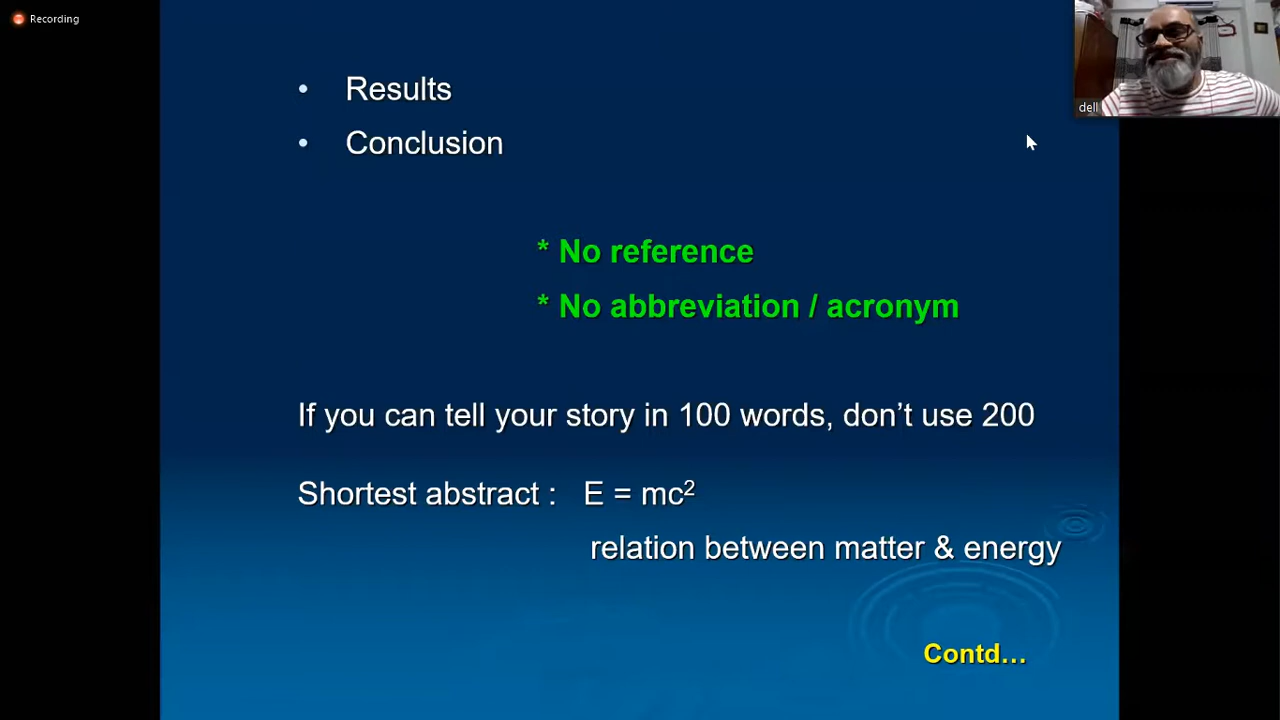 Recording
• Results
• Conclusion
dell
* No reference
* No abbreviation / acronym
If you can tell your story in 100 words, don’t use 200
Shortest abstract : E = mc²
relation between matter & energy
Contd…